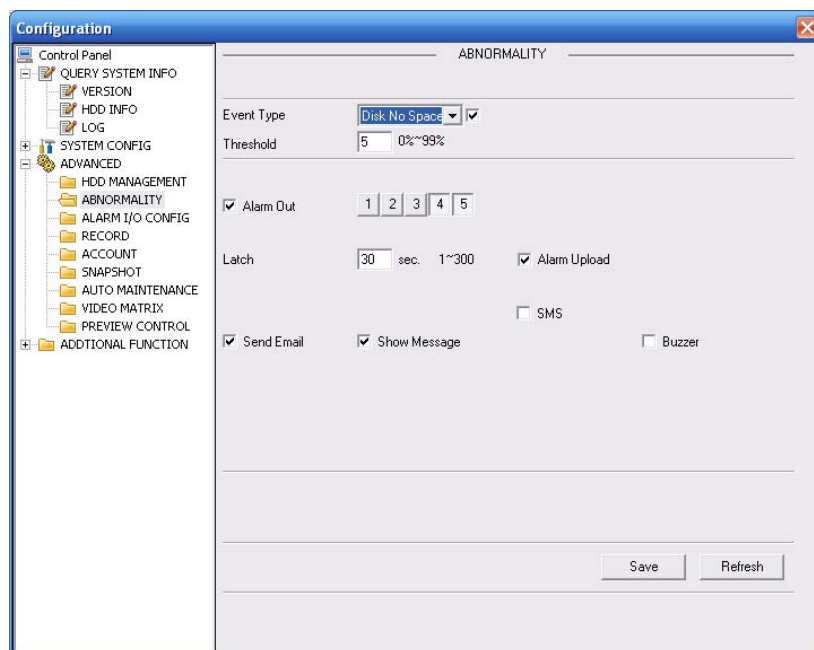 Configuration
Control Panel
QUERY SYSTEM INFO
VERSION
HDD INFO
LOG
SYSTEM CONFIG
ADVANCED
HDD MANAGEMENT
ABNORMALITY
ALARM I/O CONFIG
RECORD
ACCOUNT
SNAPSHOT
AUTO MAINTENANCE
VIDEO MATRIX
PREVIEW CONTROL
ADDTIONAL FUNCTION
ABNORMALITY
Event Type Disk No Space
Threshold 5 0%~99%
Alarm Out 1 2 3 4 5
Latch 30 sec. 1~300 Alarm Upload
SMS
Send Email Show Message Buzzer
Save Refresh